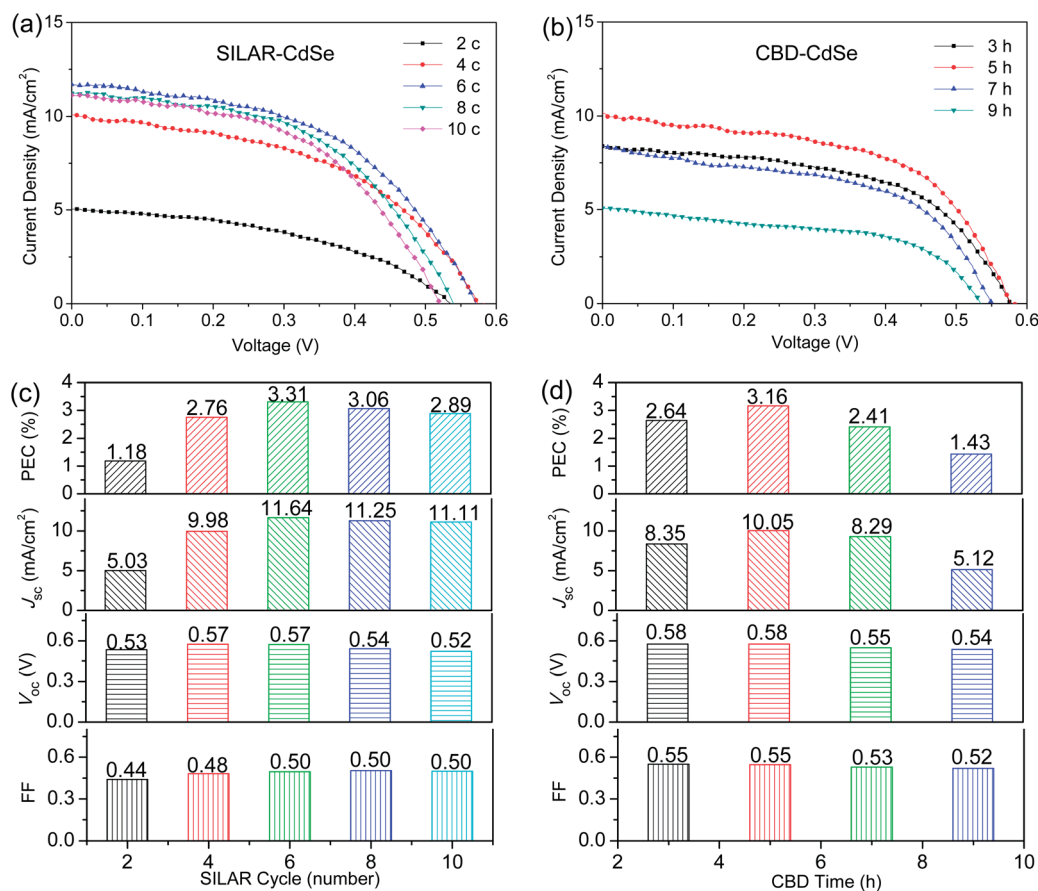 (a)
SILAR-CdSe
2 c
4 c
6 c
8 c
10 c
15
10
5
0
Current Density (mA/cm²)
0.0 0.1 0.2 0.3 0.4 0.5 0.6
Voltage (V)
(b)
CBD-CdSe
3 h
5 h
7 h
9 h
15
10
5
0
Current Density (mA/cm²)
0.0 0.1 0.2 0.3 0.4 0.5 0.6
Voltage (V)
(c)
PEC (%)
4
3
2
1
0
1.18 2.76 3.31 3.06 2.89
Jsc (mA/cm²)
10
5
0
5.03 9.98 11.64 11.25 11.11
Voc (V)
0.6
0.3
0.0
0.53 0.57 0.57 0.54 0.52
FF
0.6
0.3
0.0
0.44 0.48 0.50 0.50 0.50
2 4 6 8 10
SILAR Cycle (number)
(d)
PEC (%)
4
3
2
1
0
2.64 3.16 2.41 1.43
Jsc (mA/cm²)
10
5
0
8.35 10.05 8.29 5.12
Voc (V)
0.6
0.3
0.0
0.58 0.58 0.55 0.54
FF
0.6
0.3
0.0
0.55 0.55 0.53 0.52
2 4 6 8 10
CBD Time (h)